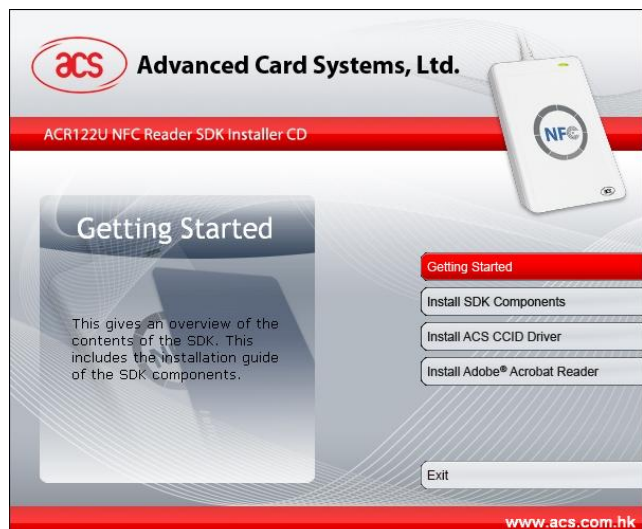 acs Advanced Card Systems, Ltd.
ACR122U NFC Reader SDK Installer CD
NFC
acs
Getting Started
This gives an overview of the
contents of the SDK. This
includes the installation guide
of the SDK components.
Getting Started
Install SDK Components
Install ACS CCID Driver
Install Adobe® Acrobat Reader
Exit
www.acs.com.hk